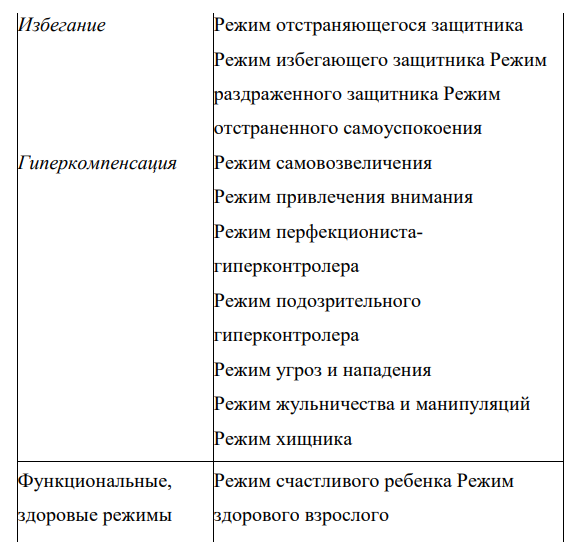 Избегание Режим отстраняющегося защитника
Режим избегающего защитника Режим
раздраженного защитника Режим
отстраненного самоуспокоения
Гиперкомпенсация Режим самовозвеличения
Режим привлечения внимания
Режим перфекциониста-
гиперконтролера
Режим подозрительного
гиперконтролера
Режим угроз и нападения
Режим жульничества и манипуляций
Режим хищника
Функциональные, Режим счастливого ребенка Режим
здоровые режимы здорового взрослого